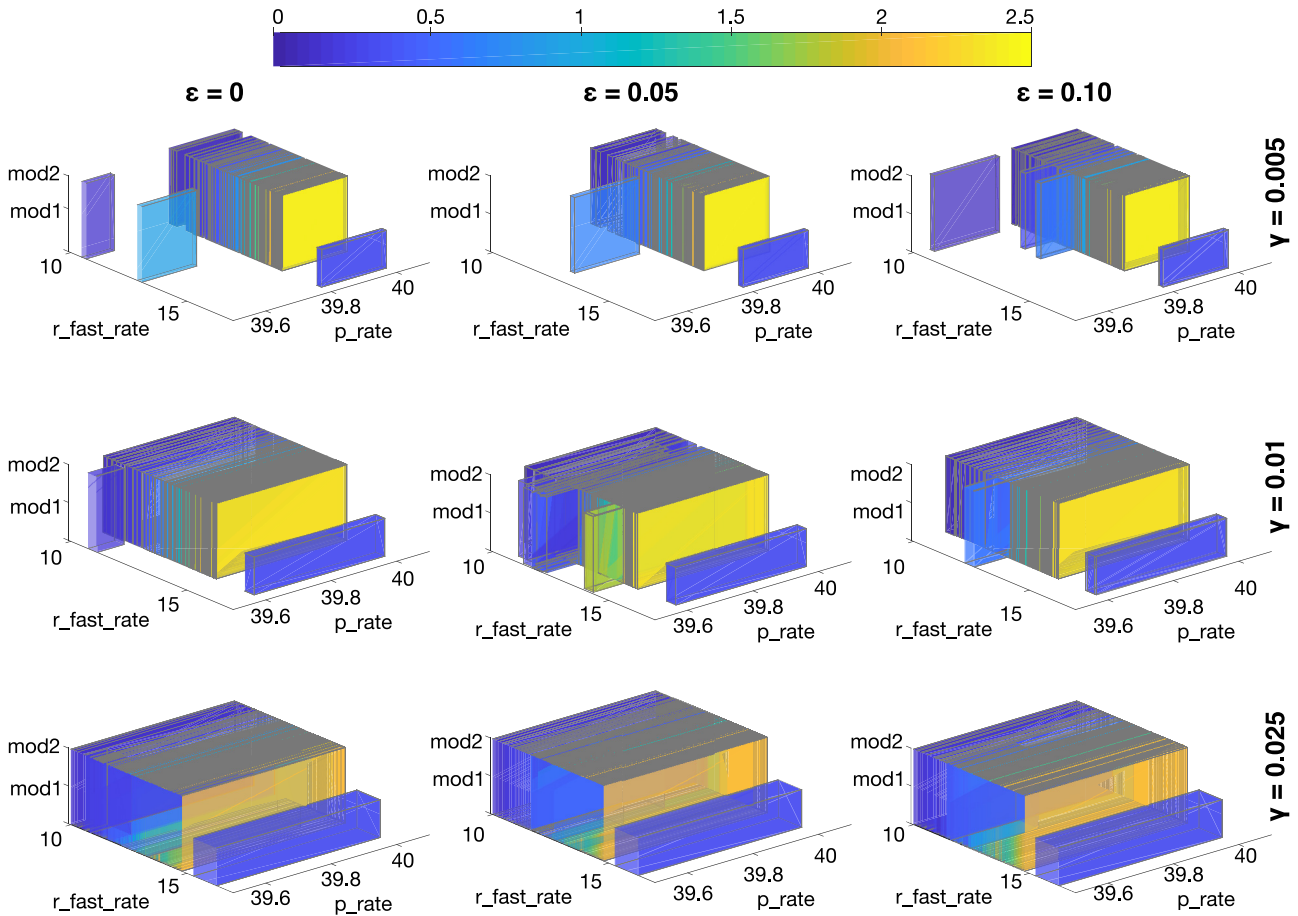 0 0.5 1 1.5 2 2.5
ε = 0 ε = 0.05 ε = 0.10
mod2 mod2 mod2
mod1 mod1 mod1
γ = 0.005
10 10 10
15 40 15 40 15 40
39.8 39.8 39.8
39.6 39.6 39.6
r_fast_rate p_rate r_fast_rate p_rate r_fast_rate p_rate
mod2 mod2 mod2
mod1 mod1 mod1
γ = 0.01
10 10 10
15 40 15 40 15 40
39.8 39.8 39.8
39.6 39.6 39.6
r_fast_rate p_rate r_fast_rate p_rate r_fast_rate p_rate
mod2 mod2 mod2
mod1 mod1 mod1
γ = 0.025
10 10 10
15 40 15 40 15 40
39.8 39.8 39.8
39.6 39.6 39.6
r_fast_rate p_rate r_fast_rate p_rate r_fast_rate p_rate